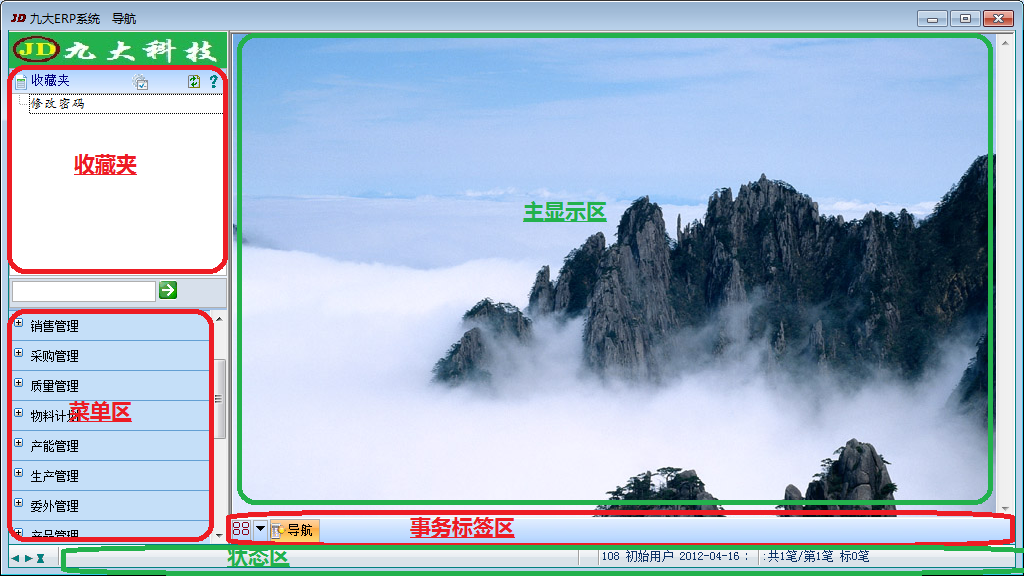 JD 九大ERP系统 导航
JD 九大科技
收藏夹
?
修改密码
收藏夹
主显示区
销售管理
采购管理
质量管理
物料计划
菜单区
产能管理
生产管理
委外管理
产品管理
导航
事务标签区
状态区
108 初始用户 2012-04-16 : :共1笔/第1笔 标0笔